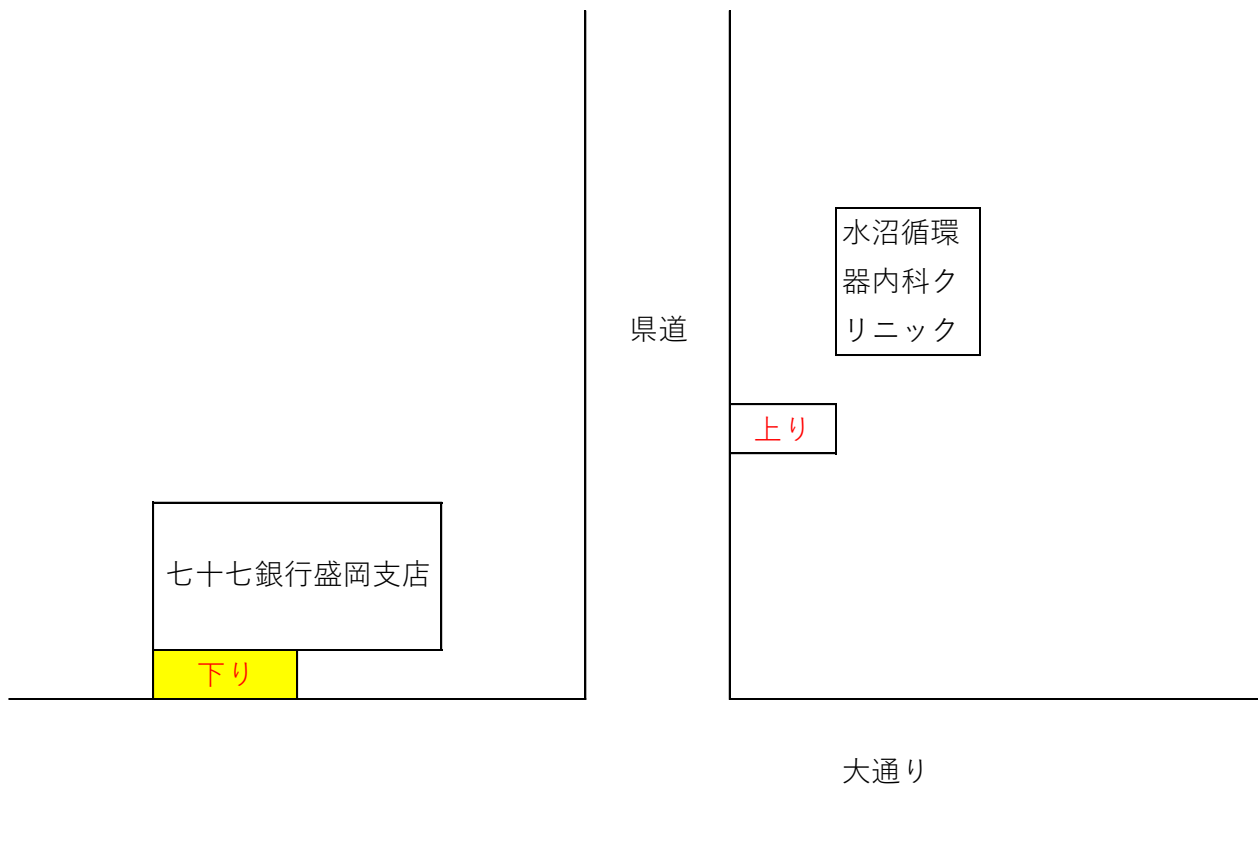 水沼循環
器内科ク
リニック
県道
上り
七十七銀行盛岡支店
下り
大通り